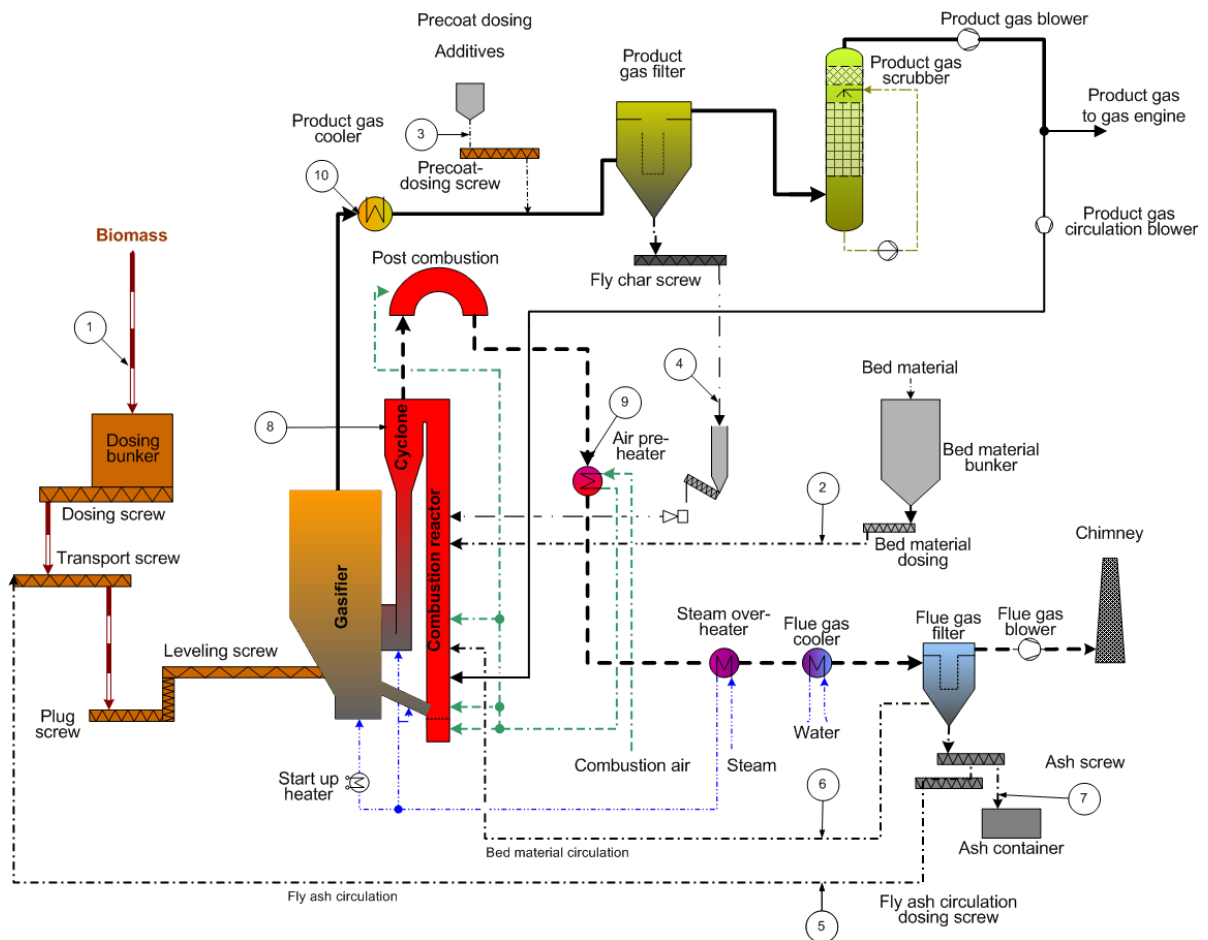 Precoat dosing
Additives
Product gas blower
Product
gas filter
Product gas
scrubber
Product gas
to gas engine
Product gas
cooler
3
Precoat-
dosing screw
10
Product gas
circulation blower
Biomass
Post combustion
Fly char screw
1
4
Bed material
9
8
Cyclone
Air pre-
heater
Dosing
bunker
Bed material
bunker
2
Dosing screw
Bed material
dosing
Chimney
Transport screw
Gasifier
Combustion reactor
Steam over-
heater
Flue gas
cooler
Flue gas
filter
Flue gas
blower
Leveling screw
Plug
screw
Water
Combustion air
Steam
Start up
heater
Ash screw
6
7
Bed material circulation
Ash container
Fly ash circulation
Fly ash circulation
dosing screw
5